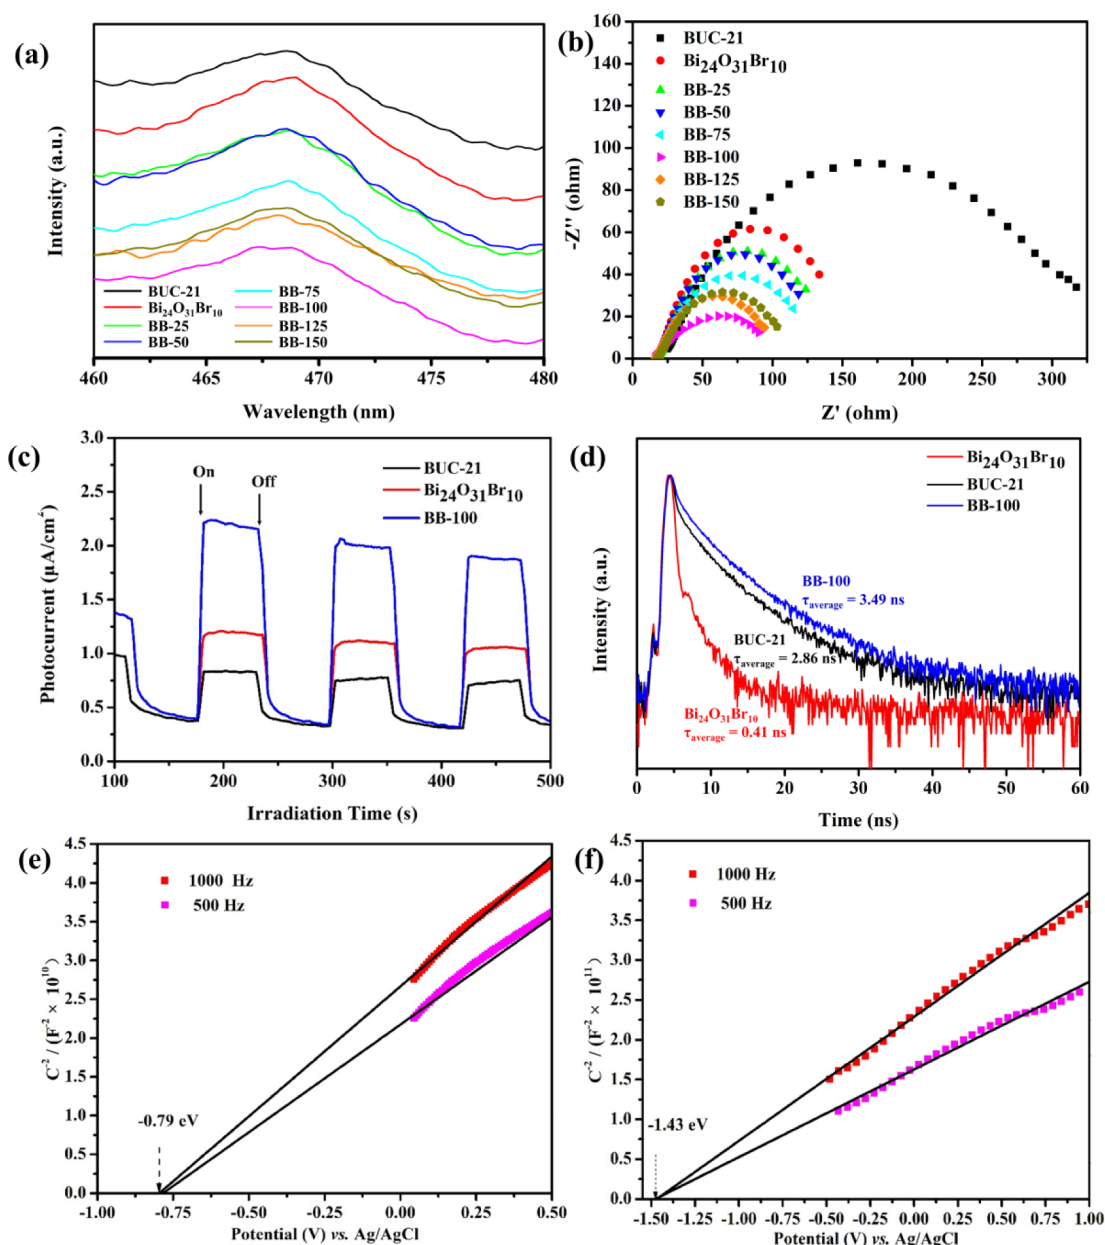 (a)
Intensity (a.u.)
BUC-21
Bi24O31Br10
BB-25
BB-50
BB-75
BB-100
BB-125
BB-150
460 465 470 475 480
Wavelength (nm)
(b)
-Z'' (ohm)
160
140
120
100
80
60
40
20
0
BUC-21
Bi24O31Br10
BB-25
BB-50
BB-75
BB-100
BB-125
BB-150
0 50 100 150 200 250 300
Z' (ohm)
(c)
Photocurrent (μA/cm²)
3.0
2.5
2.0
1.5
1.0
0.5
0.0
On
Off
BUC-21
Bi24O31Br10
BB-100
100 200 300 400 500
Irradiation Time (s)
(d)
Intensity (a.u.)
Bi24O31Br10
BUC-21
BB-100
BB-100
τaverage = 3.49 ns
BUC-21
τaverage = 2.86 ns
Bi24O31Br10
τaverage = 0.41 ns
0 10 20 30 40 50 60
Time (ns)
(e)
C⁻² / (F⁻² × 10¹⁰)
4.5
4.0
3.5
3.0
2.5
2.0
1.5
1.0
0.5
0.0
1000 Hz
500 Hz
-0.79 eV
-1.00 -0.75 -0.50 -0.25 0.00 0.25 0.50
Potential (V) vs. Ag/AgCl
(f)
C⁻² / (F⁻² × 10¹¹)
4.5
4.0
3.5
3.0
2.5
2.0
1.5
1.0
0.5
0.0
1000 Hz
500 Hz
-1.43 eV
-1.50 -1.25 -1.00 -0.75 -0.50 -0.25 0.00 0.25 0.50 0.75 1.00
Potential (V) vs. Ag/AgCl